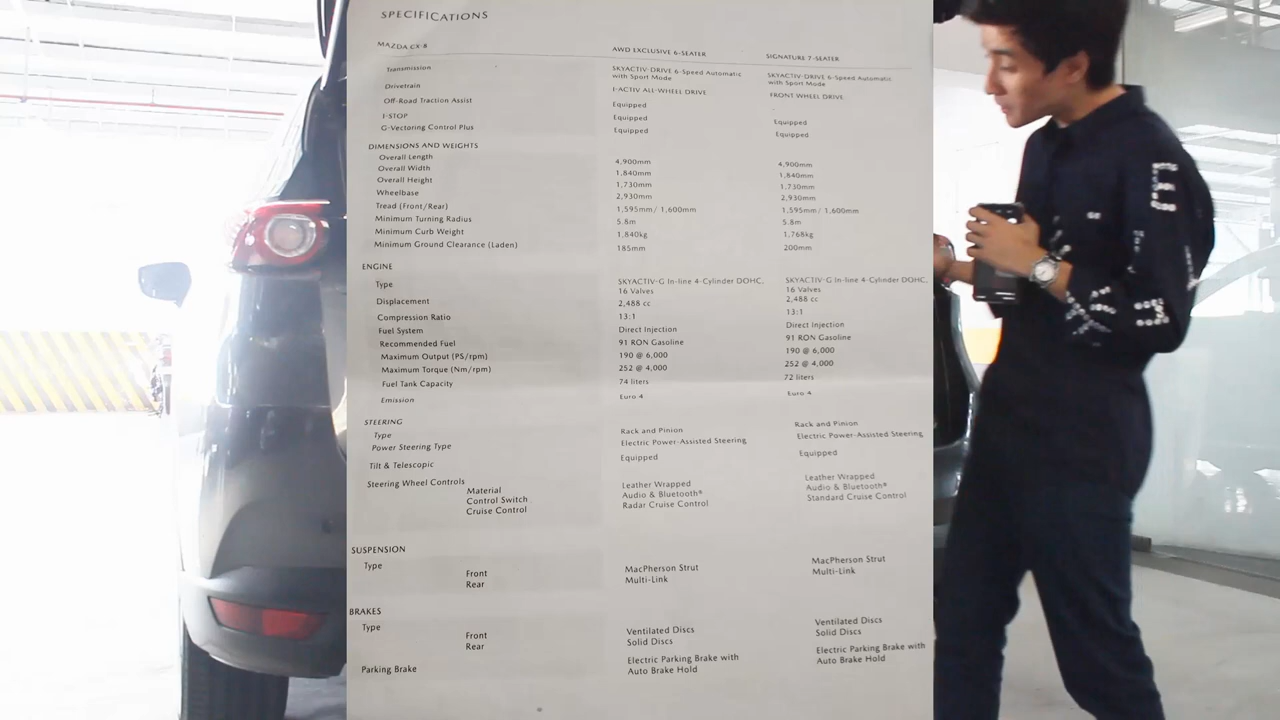 SPECIFICATIONS
MAZDA CX-8 AWD EXCLUSIVE 6-SEATER SIGNATURE 7-SEATER
Transmission SKYACTIV-DRIVE 6-Speed Automatic with Sport Mode SKYACTIV-DRIVE 6-Speed Automatic with Sport Mode
Drivetrain I-ACTIV ALL-WHEEL DRIVE FRONT WHEEL DRIVE
Off-Road Traction Assist Equipped -
I-STOP Equipped Equipped
G-Vectoring Control Plus Equipped Equipped
DIMENSIONS AND WEIGHTS
Overall Length 4,900mm 4,900mm
Overall Width 1,840mm 1,840mm
Overall Height 1,730mm 1,730mm
Wheelbase 2,930mm 2,930mm
Tread (Front/Rear) 1,595mm/ 1,600mm 1,595mm/ 1,600mm
Minimum Turning Radius 5.8m 5.8m
Minimum Curb Weight 1,840kg 1,768kg
Minimum Ground Clearance (Laden) 185mm 200mm
ENGINE
Type SKYACTIV-G In-line 4-Cylinder DOHC, 16 Valves SKYACTIV-G In-line 4-Cylinder DOHC, 16 Valves
Displacement 2,488 cc 2,488 cc
Compression Ratio 13:1 13:1
Fuel System Direct Injection Direct Injection
Recommended Fuel 91 RON Gasoline 91 RON Gasoline
Maximum Output (PS/rpm) 190 @ 6,000 190 @ 6,000
Maximum Torque (Nm/rpm) 252 @ 4,000 252 @ 4,000
Fuel Tank Capacity 74 liters 72 liters
Emission Euro 4 Euro 4
STEERING
Type Rack and Pinion Rack and Pinion
Power Steering Type Electric Power-Assisted Steering Electric Power-Assisted Steering
Tilt & Telescopic Equipped Equipped
Steering Wheel Controls
Material Leather Wrapped Leather Wrapped
Control Switch Audio & Bluetooth® Audio & Bluetooth®
Cruise Control Radar Cruise Control Standard Cruise Control
SUSPENSION
Type
Front MacPherson Strut MacPherson Strut
Rear Multi-Link Multi-Link
BRAKES
Type
Front Ventilated Discs Ventilated Discs
Rear Solid Discs Solid Discs
Parking Brake Electric Parking Brake with Auto Brake Hold Electric Parking Brake with Auto Brake Hold